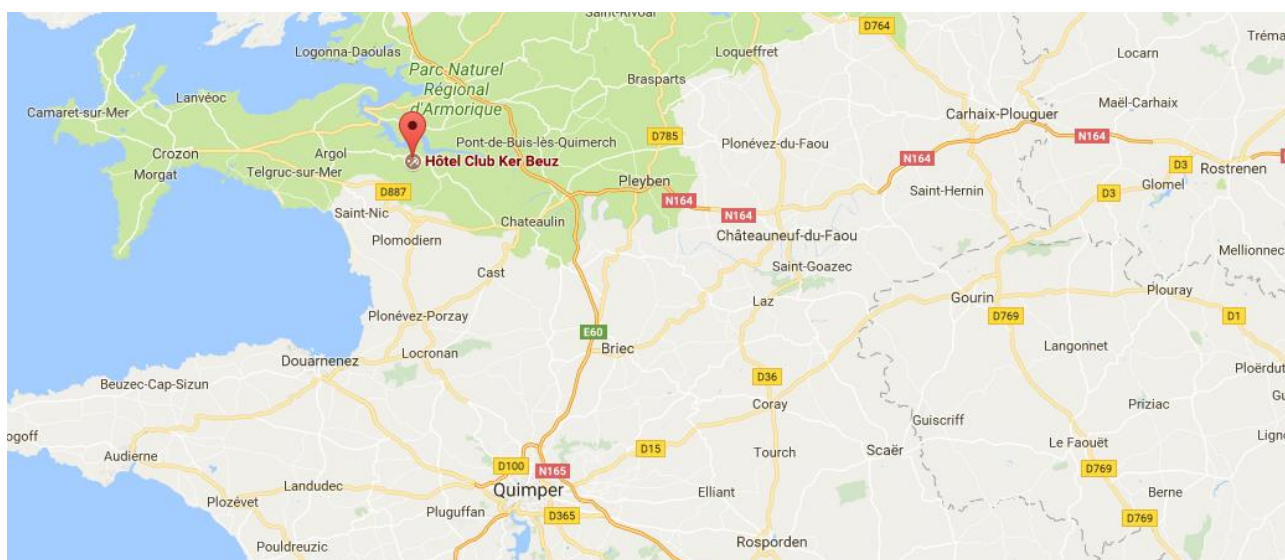 Saint-Rivoal
D764
Tréma
Logonna-Daoulas
Loqueffret
Locarn
Parc Naturel
Régional
d'Armorique
Brasparts
Lanvéoc
Maël-Carhaix
Camaret-sur-Mer
Carhaix-Plouguer
Pont-de-Buis-lès-Quimerch
D785
Plonévez-du-Faou
N164
Crozon
Argol
Hôtel Club Ker Beuz
N164
D3
Rostrenen
Morgat
Telgruc-sur-Mer
Pleyben
Saint-Hernin
Glomel
D887
N164
D3
Saint-Nic
N164
Chateaulin
Plomodiern
Châteauneuf-du-Faou
Mellionnec
Cast
Saint-Goazec
Laz
Gourin
Plouray
Plonévez-Porzay
D769
D1
E60
Briec
Langonnet
Locronan
Douarnenez
Ploërdut
Beuzec-Cap-Sizun
D36
Coray
Priziac
Gu
Guiscriff
ogoff
Lign
Le Faouët
Audierne
D15
Tourch
Scaër
D100
N165
D769
Landudec
Quimper
Elliant
Berne
Plozévet
Pluguffan
D365
D769
Rosporden
Pouldreuzic